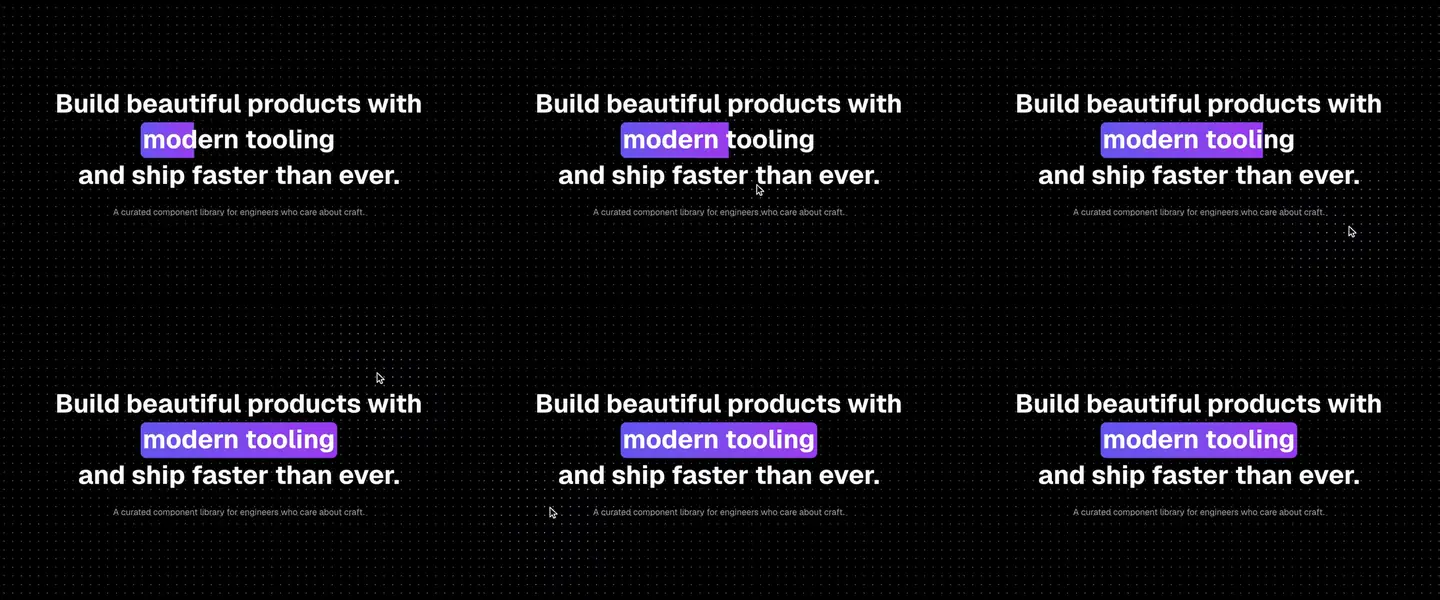 Build beautiful products with
modern tooling
and ship faster than ever.
A curated component library for engineers who care about craft.
Build beautiful products with
modern tooling
and ship faster than ever.
A curated component library for engineers who care about craft.
Build beautiful products with
modern tooling
and ship faster than ever.
A curated component library for engineers who care about craft.
Build beautiful products with
modern tooling
and ship faster than ever.
A curated component library for engineers who care about craft.
Build beautiful products with
modern tooling
and ship faster than ever.
A curated component library for engineers who care about craft.
Build beautiful products with
modern tooling
and ship faster than ever.
A curated component library for engineers who care about craft.